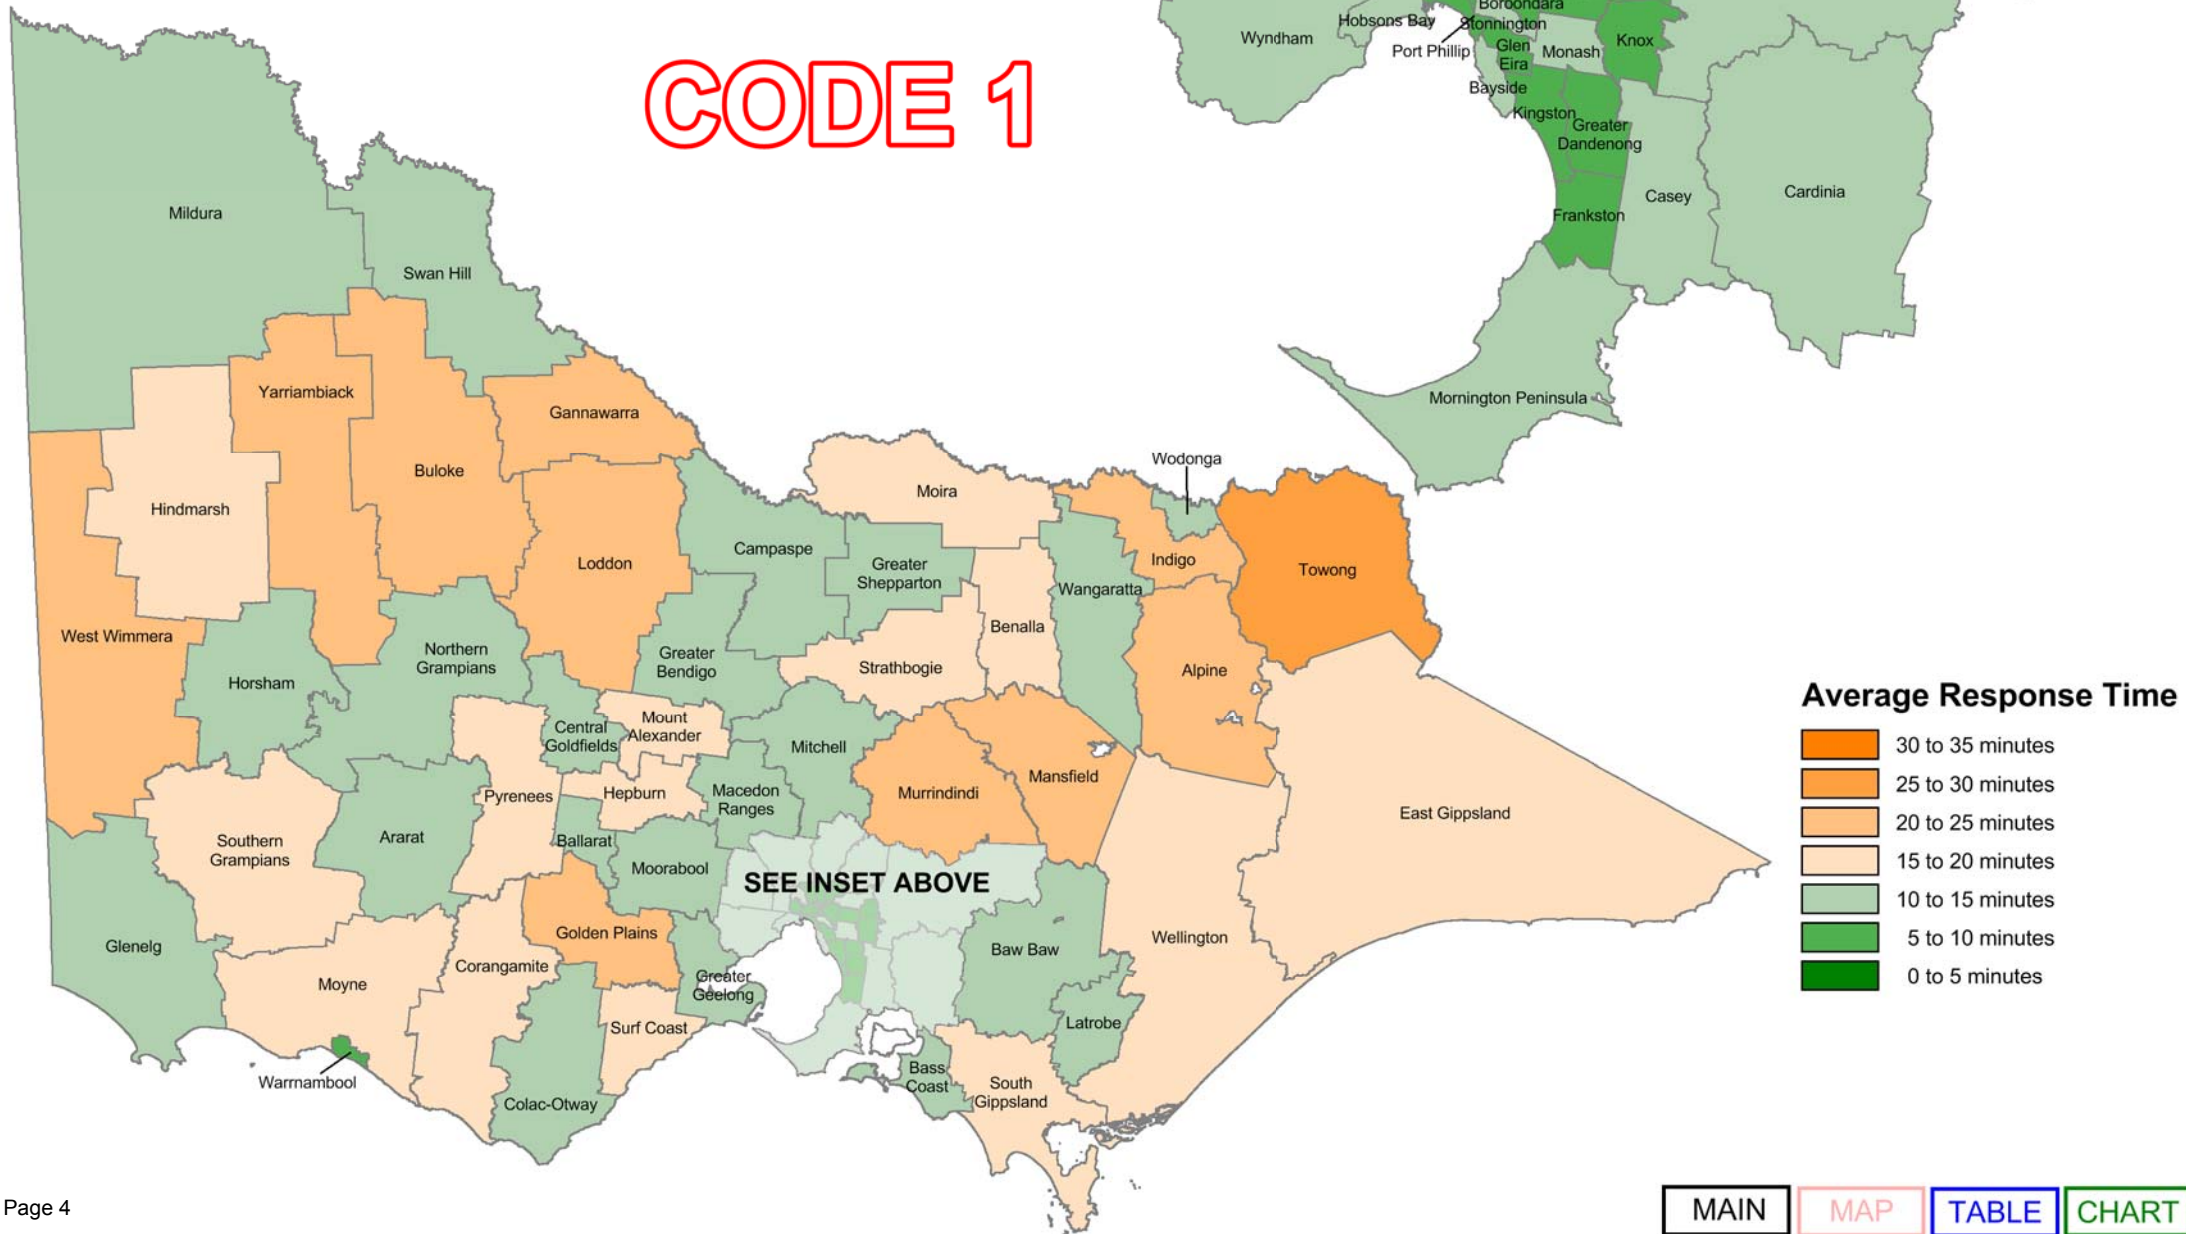 Boroondara
Hobsons Bay
Stonnington
Wyndham
Port Phillip
Glen
Eira
Monash
Knox
Bayside
Kingston
Greater
Dandenong
Casey
Cardinia
Frankston
Mornington Peninsula
CODE 1
Mildura
Swan Hill
Yarriambiack
Gannawarra
Buloke
Hindmarsh
Loddon
Moira
Wodonga
Campaspe
Greater
Shepparton
Indigo
Towong
Wangaratta
West Wimmera
Benalla
Northern
Grampians
Greater
Bendigo
Strathbogie
Alpine
Horsham
Central
Goldfields
Mount
Alexander
Mitchell
Mansfield
Pyrenees
Hepburn
Macedon
Ranges
Murrindindi
East Gippsland
Southern
Grampians
Ararat
Ballarat
Moorabool
SEE INSET ABOVE
Glenelg
Golden Plains
Wellington
Baw Baw
Corangamite
Moyne
Greater
Geelong
Surf Coast
Latrobe
Warrnambool
Colac-Otway
Bass
Coast
South
Gippsland
Average Response Time
30 to 35 minutes
25 to 30 minutes
20 to 25 minutes
15 to 20 minutes
10 to 15 minutes
5 to 10 minutes
0 to 5 minutes
Page 4
MAIN
MAP
TABLE
CHART